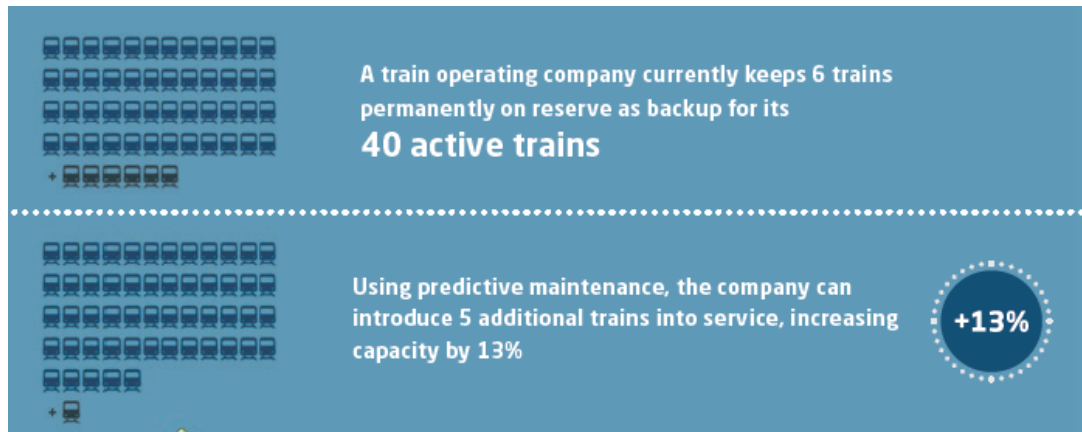 A train operating company currently keeps 6 trains
permanently on reserve as backup for its
40 active trains
+
Using predictive maintenance, the company can
introduce 5 additional trains into service, increasing
capacity by 13%
+13%
+